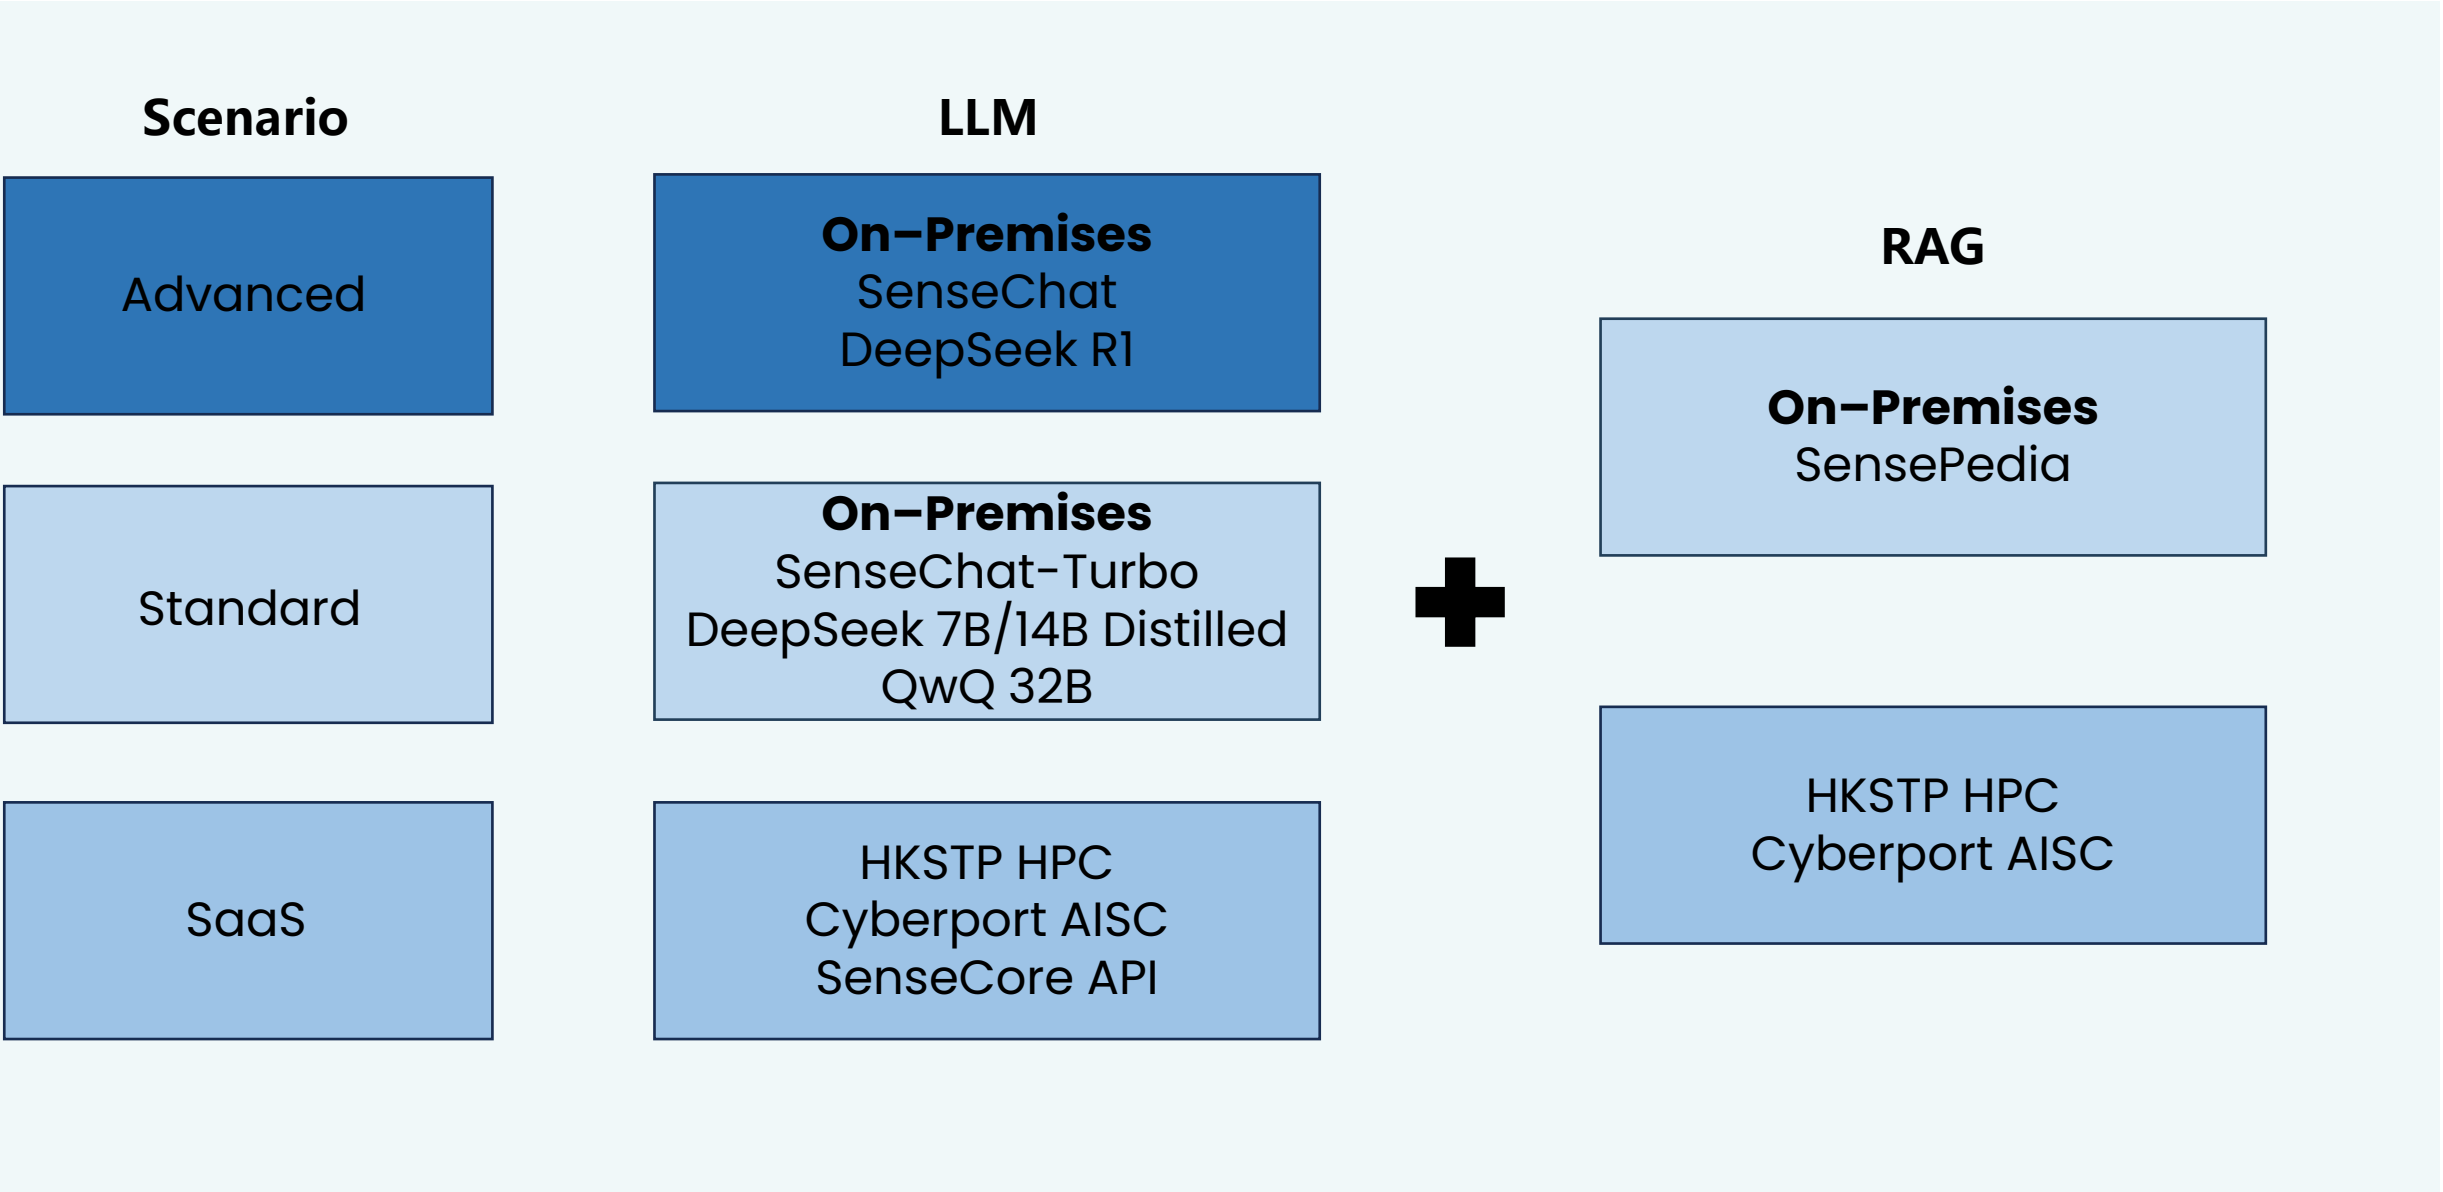 Scenario
LLM
RAG
Advanced
On–Premises
SenseChat
DeepSeek R1
On–Premises
SensePedia
Standard
On–Premises
SenseChat-Turbo
DeepSeek 7B/14B Distilled
QwQ 32B
HKSTP HPC
Cyberport AISC
SaaS
HKSTP HPC
Cyberport AISC
SenseCore API